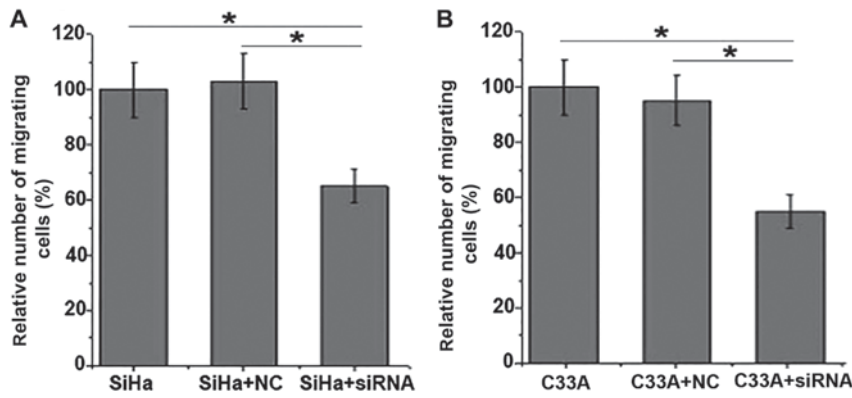 A
*
*
120
100
80
60
40
20
0
Relative number of migrating
cells (%)
SiHa
SiHa+NC
SiHa+siRNA
B
*
*
120
100
80
60
40
20
0
Relative number of migrating
cells (%)
C33A
C33A+NC
C33A+siRNA